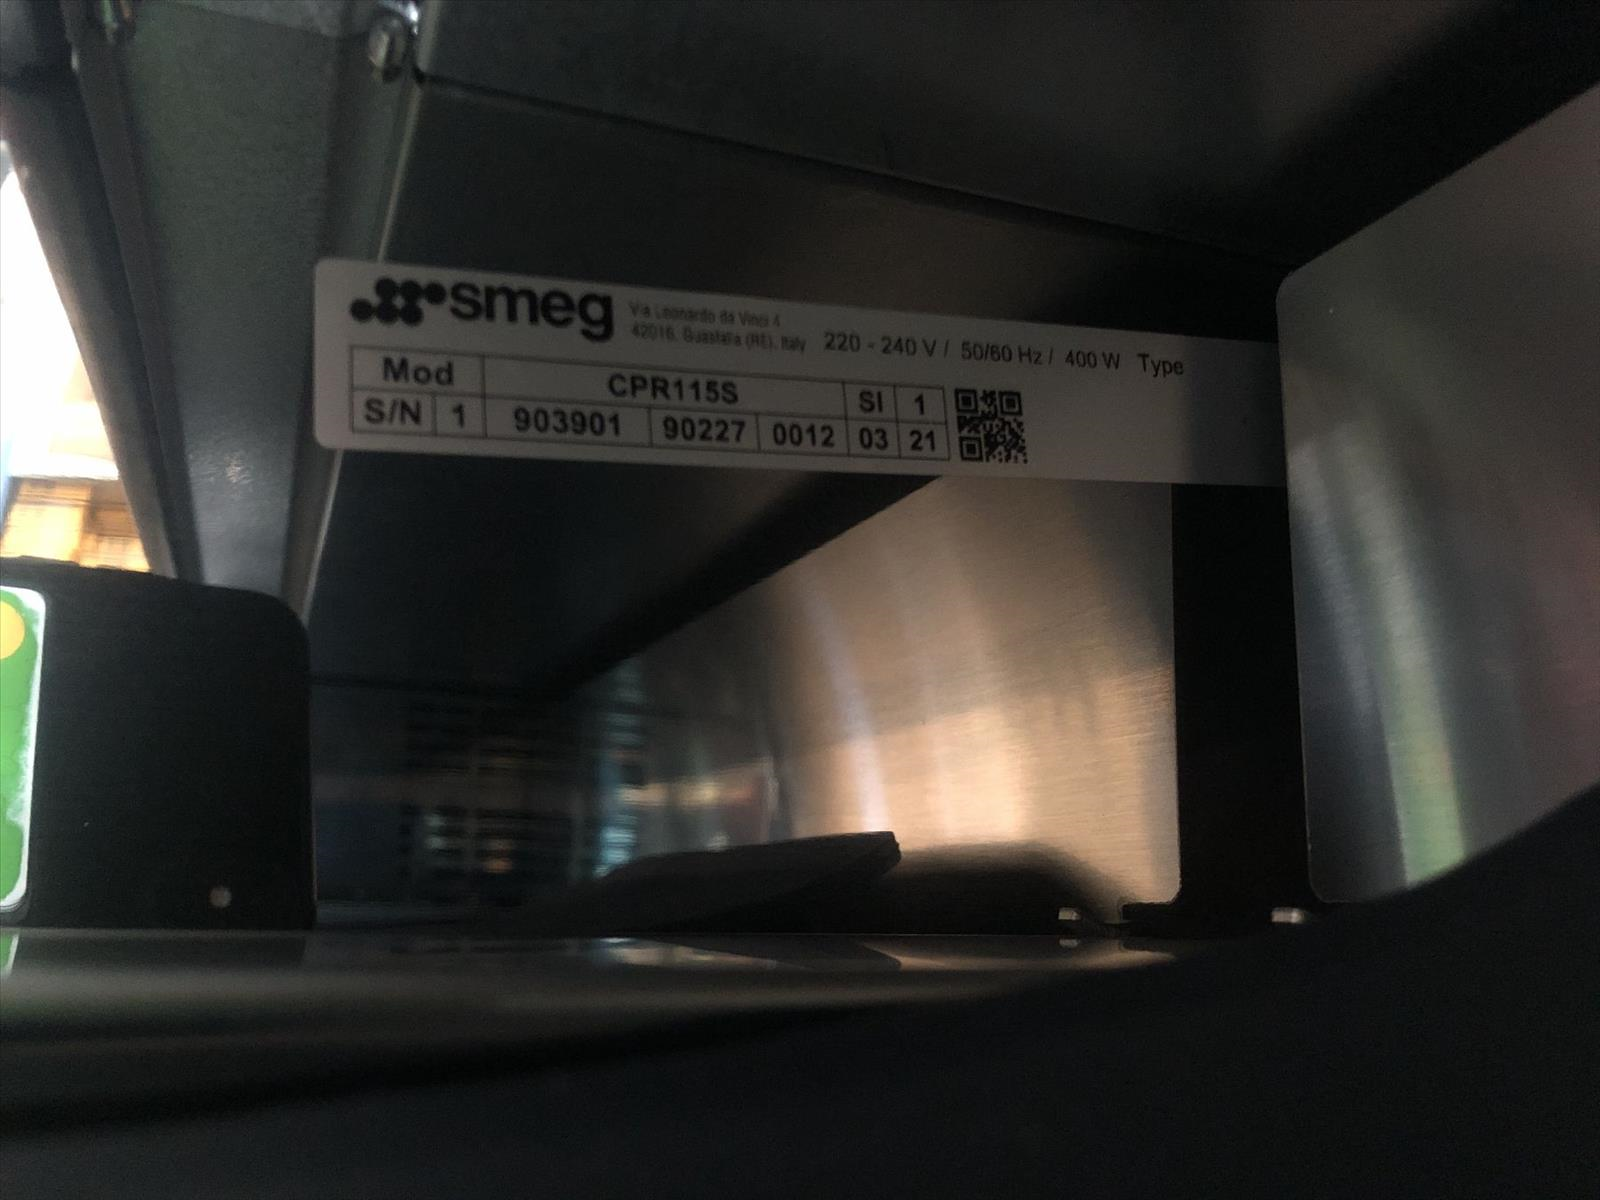 smeg
Via Leonardo da Vinci 4
42016, Guastalla (RE), Italy
220 - 240 V / 50/60 Hz / 400 W Type
Mod CPR115S SI 1
S/N 1 903901 90227 0012 03 21